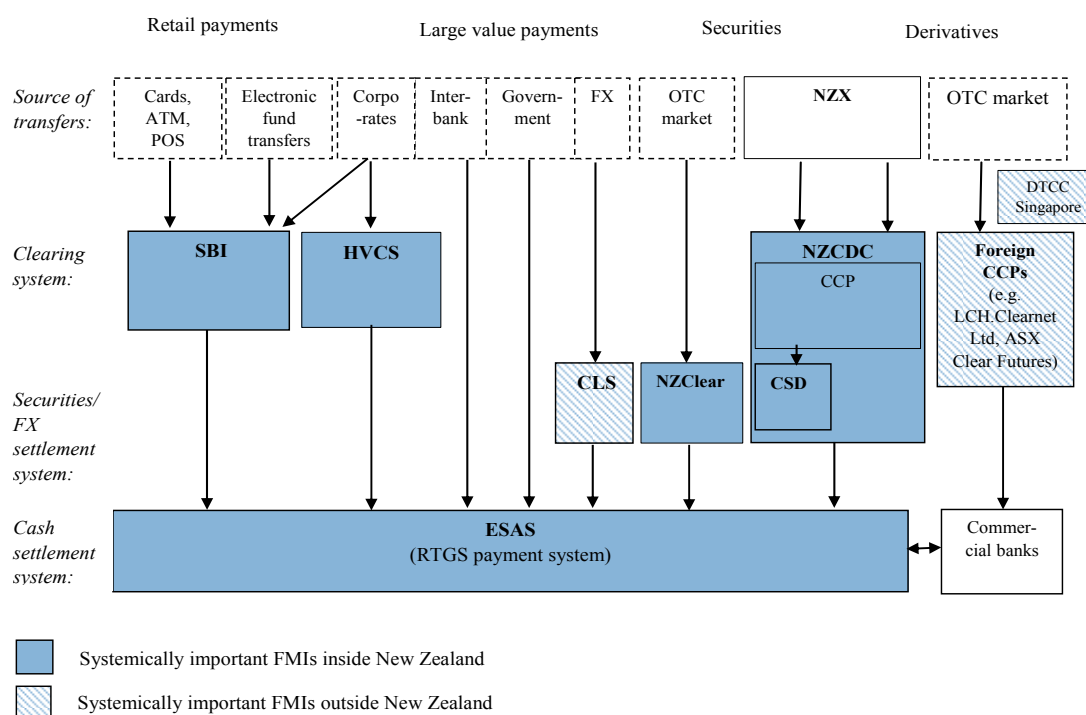 Retail payments
Large value payments
Securities
Derivatives
Source of
transfers:
Cards,
ATM,
POS
Electronic
fund
transfers
Corpo
-rates
Inter-
bank
Govern-
ment
FX
OTC
market
NZX
OTC market
DTCC
Singapore
Clearing
system:
SBI
HVCS
NZCDC
CCP
Foreign
CCPs
(e.g.
LCH.Clearnet
Ltd, ASX
Clear Futures)
Securities/
FX
settlement
system:
CLS
NZClear
CSD
Cash
settlement
system:
ESAS
(RTGS payment system)
Commer-
cial banks
Systemically important FMIs inside New Zealand
Systemically important FMIs outside New Zealand